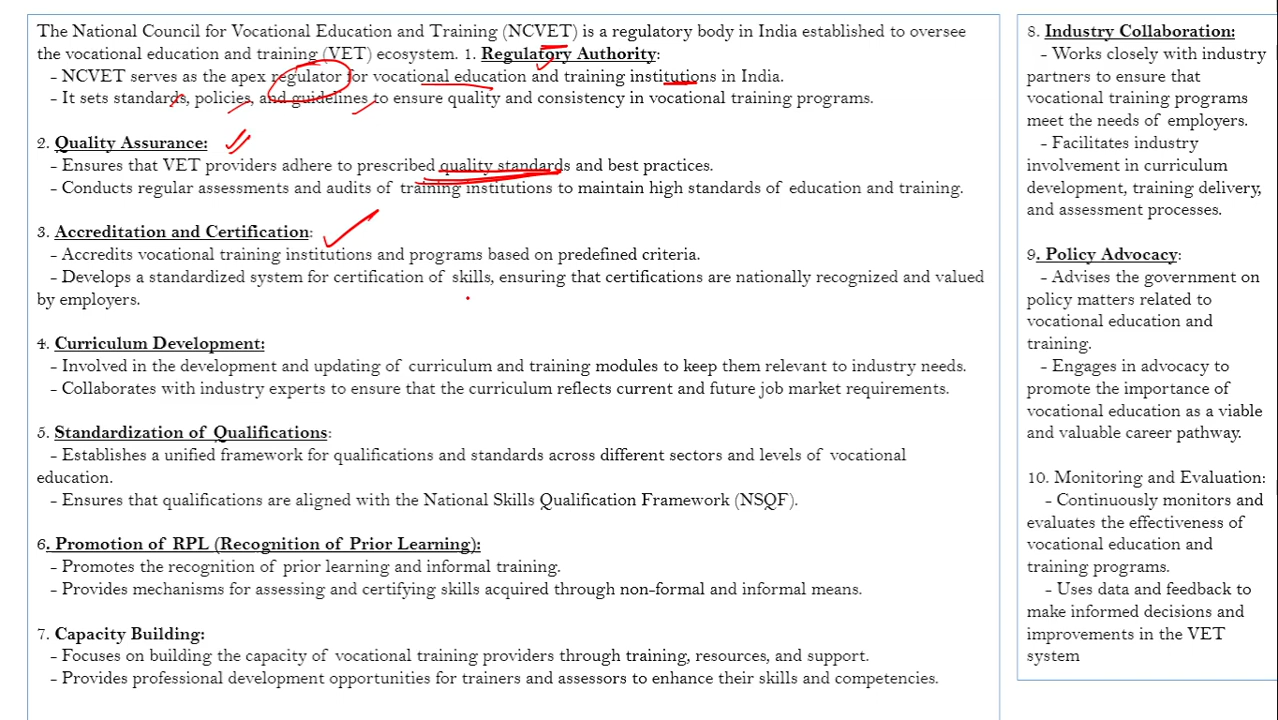 The National Council for Vocational Education and Training (NCVET) is a regulatory body in India established to oversee
the vocational education and training (VET) ecosystem. 1. Regulatory Authority:
- NCVET serves as the apex regulator for vocational education and training institutions in India.
- It sets standards, policies, and guidelines to ensure quality and consistency in vocational training programs.
2. Quality Assurance:
- Ensures that VET providers adhere to prescribed quality standards and best practices.
- Conducts regular assessments and audits of training institutions to maintain high standards of education and training.
3. Accreditation and Certification:
- Accredits vocational training institutions and programs based on predefined criteria.
- Develops a standardized system for certification of skills, ensuring that certifications are nationally recognized and valued
by employers.
4. Curriculum Development:
- Involved in the development and updating of curriculum and training modules to keep them relevant to industry needs.
- Collaborates with industry experts to ensure that the curriculum reflects current and future job market requirements.
5. Standardization of Qualifications:
- Establishes a unified framework for qualifications and standards across different sectors and levels of vocational
education.
- Ensures that qualifications are aligned with the National Skills Qualification Framework (NSQF).
6. Promotion of RPL (Recognition of Prior Learning):
- Promotes the recognition of prior learning and informal training.
- Provides mechanisms for assessing and certifying skills acquired through non-formal and informal means.
7. Capacity Building:
- Focuses on building the capacity of vocational training providers through training, resources, and support.
- Provides professional development opportunities for trainers and assessors to enhance their skills and competencies.
8. Industry Collaboration:
- Works closely with industry
partners to ensure that
vocational training programs
meet the needs of employers.
- Facilitates industry
involvement in curriculum
development, training delivery,
and assessment processes.
9. Policy Advocacy:
- Advises the government on
policy matters related to
vocational education and
training.
- Engages in advocacy to
promote the importance of
vocational education as a viable
and valuable career pathway.
10. Monitoring and Evaluation:
- Continuously monitors and
evaluates the effectiveness of
vocational education and
training programs.
- Uses data and feedback to
make informed decisions and
improvements in the VET
system